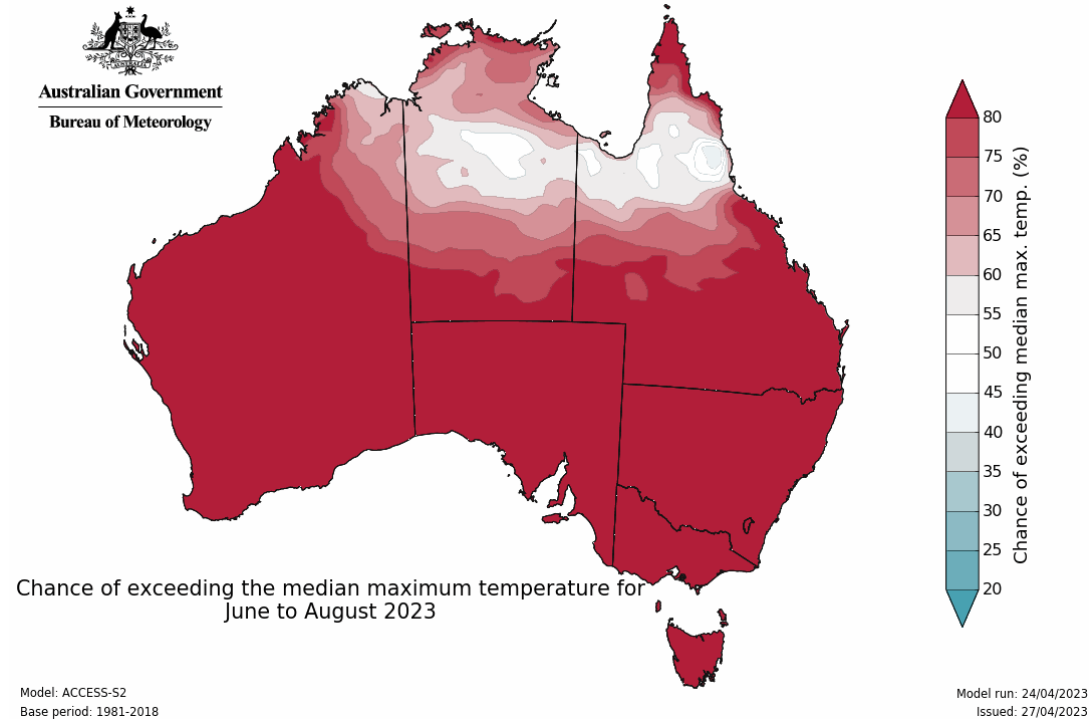 Australian Government
Bureau of Meteorology
80
75
70
65
60
55
50
45
40
35
30
25
20
Chance of exceeding median max. temp. (%)
Chance of exceeding the median maximum temperature for
June to August 2023
Model: ACCESS-S2
Base period: 1981-2018
Model run: 24/04/2023
Issued: 27/04/2023